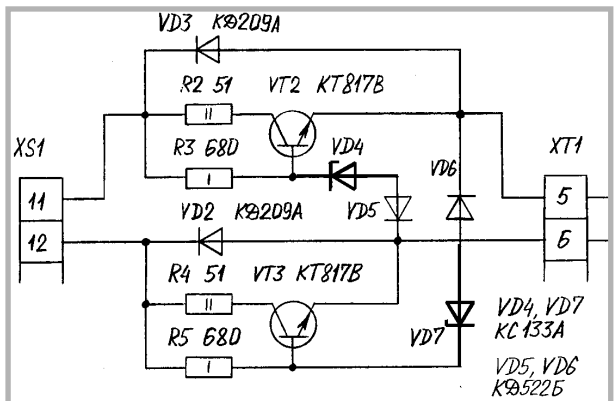 VD3 КД209А
R2 51 VT2 КТ817В
R3 680 VD4
XS1 XT1
VD6
11 5
VD2 КД209А VD5
12 6
R4 51 VT3 КТ817В
VD4, VD7
КС133А
R5 680 VD7
VD5, VD6
КД522Б